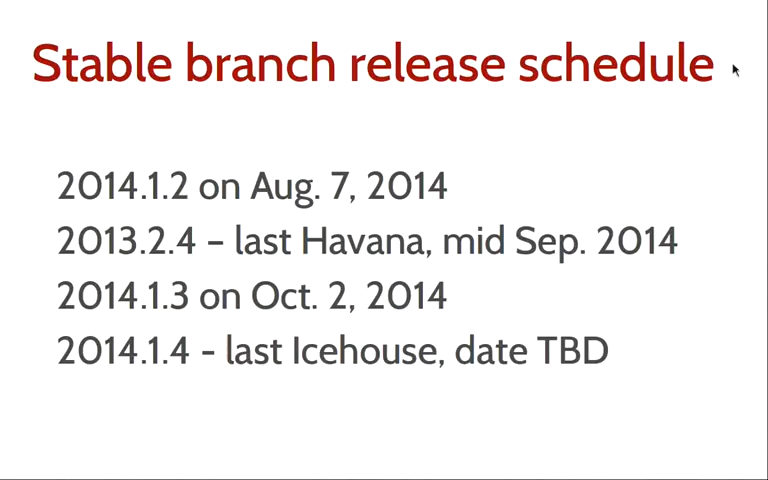 Stable branch release schedule
2014.1.2 on Aug. 7, 2014
2013.2.4 – last Havana, mid Sep. 2014
2014.1.3 on Oct. 2, 2014
2014.1.4 - last Icehouse, date TBD